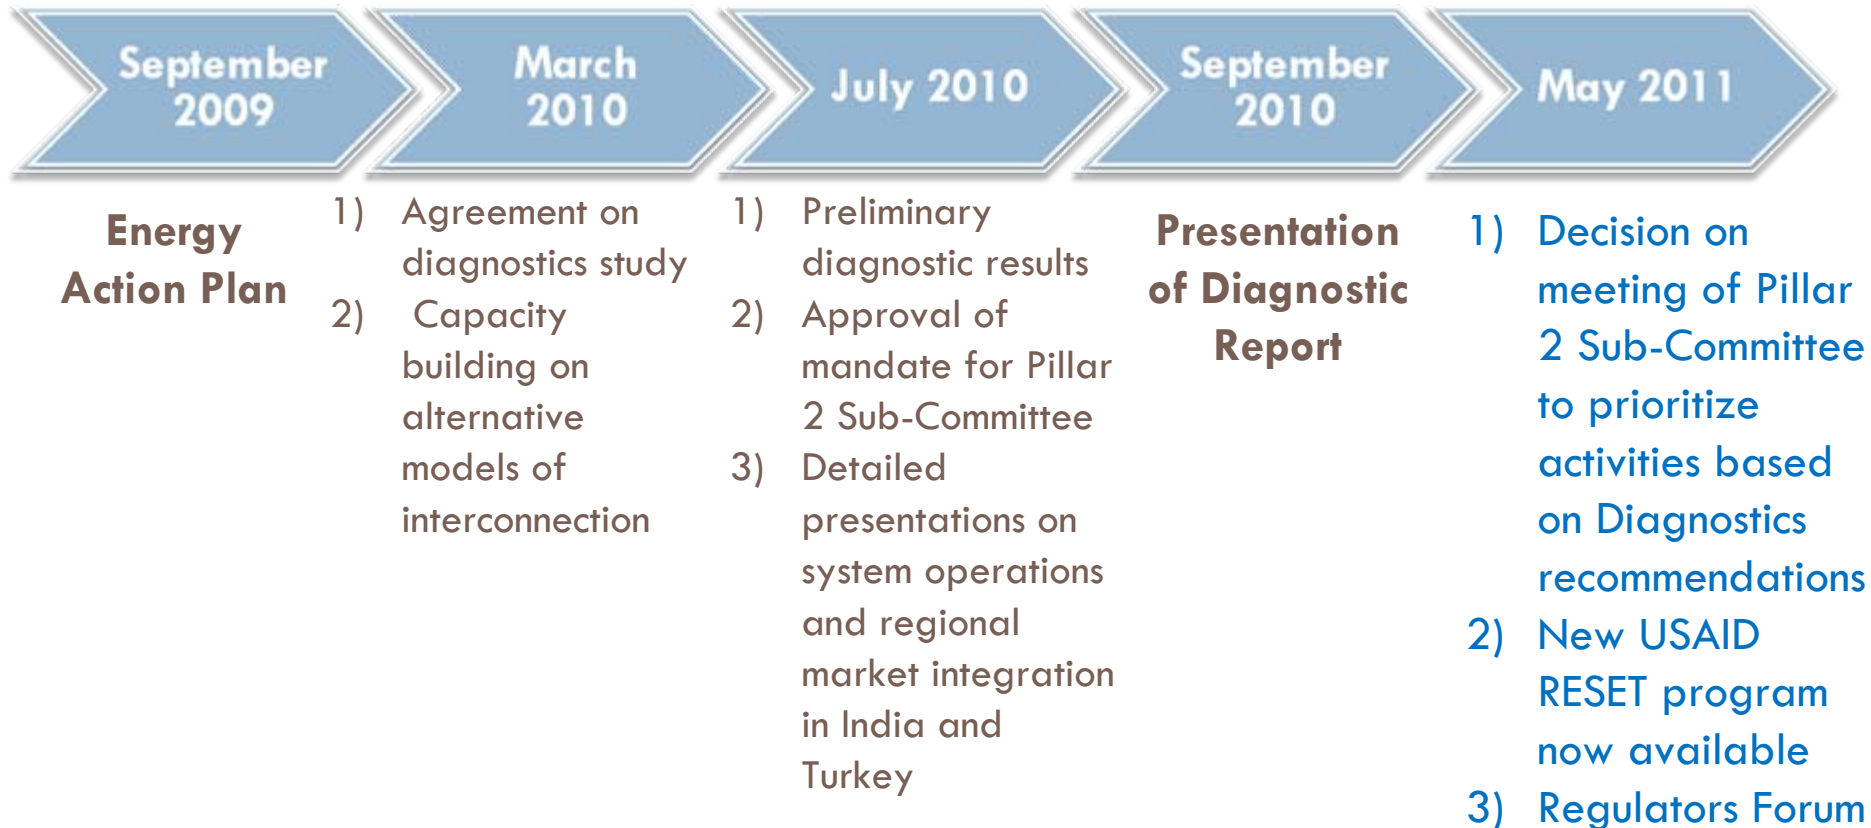 September
2009
March
2010
July 2010
September
2010
May 2011
Energy
Action Plan
1) Agreement on
diagnostics study
2) Capacity
building on
alternative
models of
interconnection
1) Preliminary
diagnostic results
2) Approval of
mandate for Pillar
2 Sub-Committee
3) Detailed
presentations on
system operations
and regional
market integration
in India and
Turkey
Presentation
of Diagnostic
Report
1) Decision on
meeting of Pillar
2 Sub-Committee
to prioritize
activities based
on Diagnostics
recommendations
2) New USAID
RESET program
now available
3) Regulators Forum